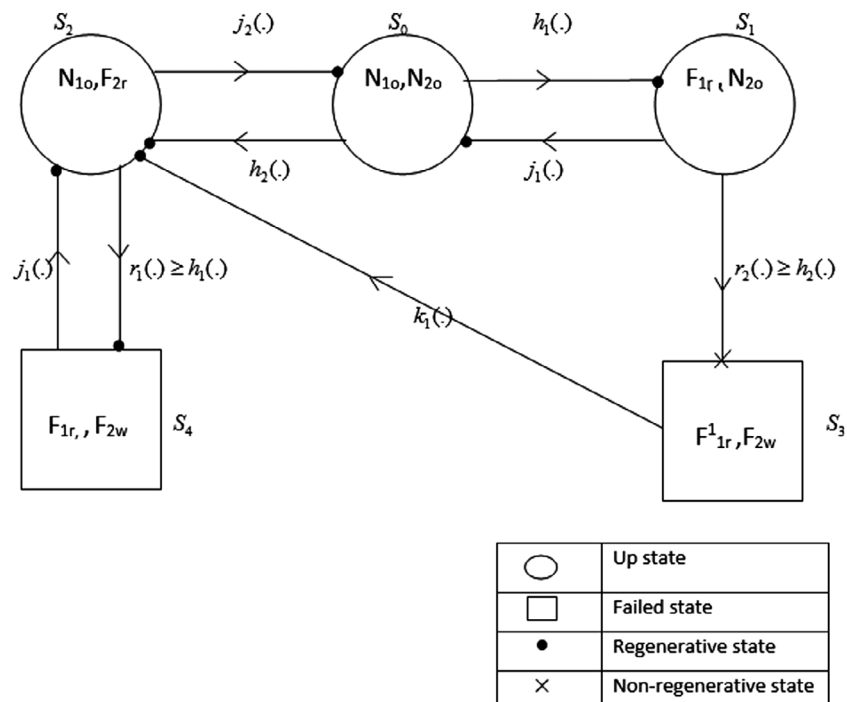 S₂ j₂(.) S₀ h₁(.) S₁
N₁ₒ,F₂ᵣ N₁ₒ,N₂ₒ F₁ᵣ, N₂ₒ
h₂(.) j₁(.)
j₁(.) r₁(.) ≥ h₁(.) r₂(.) ≥ h₂(.)
k₁(.)
F₁ᵣ, , F₂w S₄ F¹₁ᵣ,F₂w S₃
Up state
Failed state
Regenerative state
Non-regenerative state